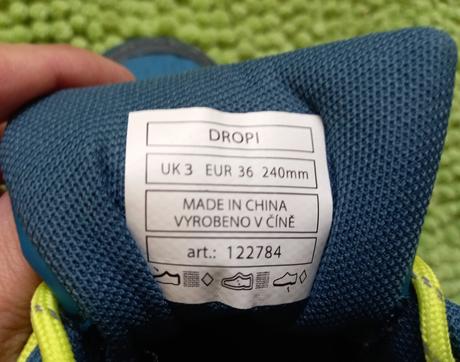 DROPI
UK 3 EUR 36 240mm
MADE IN CHINA
VYROBENO V ČÍNĚ
art.: 122784